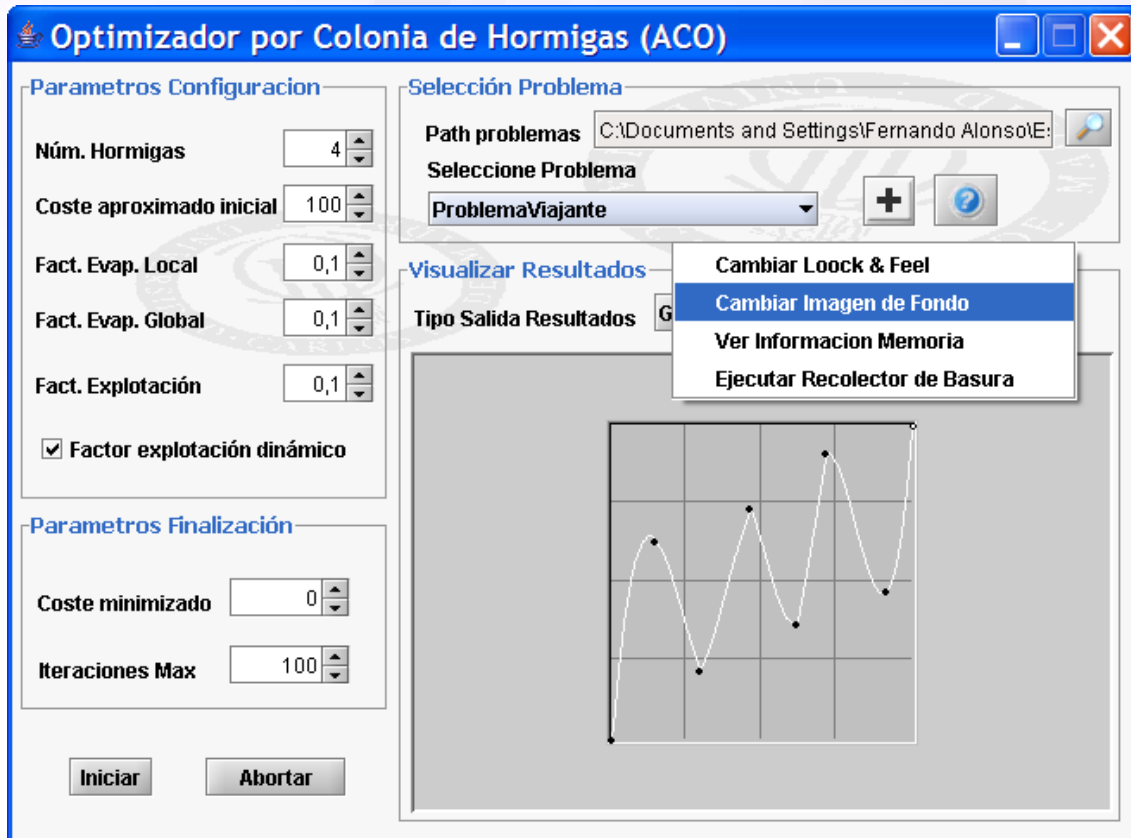 Optimizador por Colonia de Hormigas (ACO)
Parametros Configuracion
Núm. Hormigas 4
Coste aproximado inicial 100
Fact. Evap. Local 0,1
Fact. Evap. Global 0,1
Fact. Explotación 0,1
Factor explotación dinámico
Parametros Finalización
Coste minimizado 0
Iteraciones Max 100
Iniciar Abortar
Selección Problema
Path problemas C:\Documents and Settings\Fernando Alonso\E
Seleccione Problema
ProblemaViajante
Visualizar Resultados
Tipo Salida Resultados G
Cambiar Loock & Feel
Cambiar Imagen de Fondo
Ver Informacion Memoria
Ejecutar Recolector de Basura